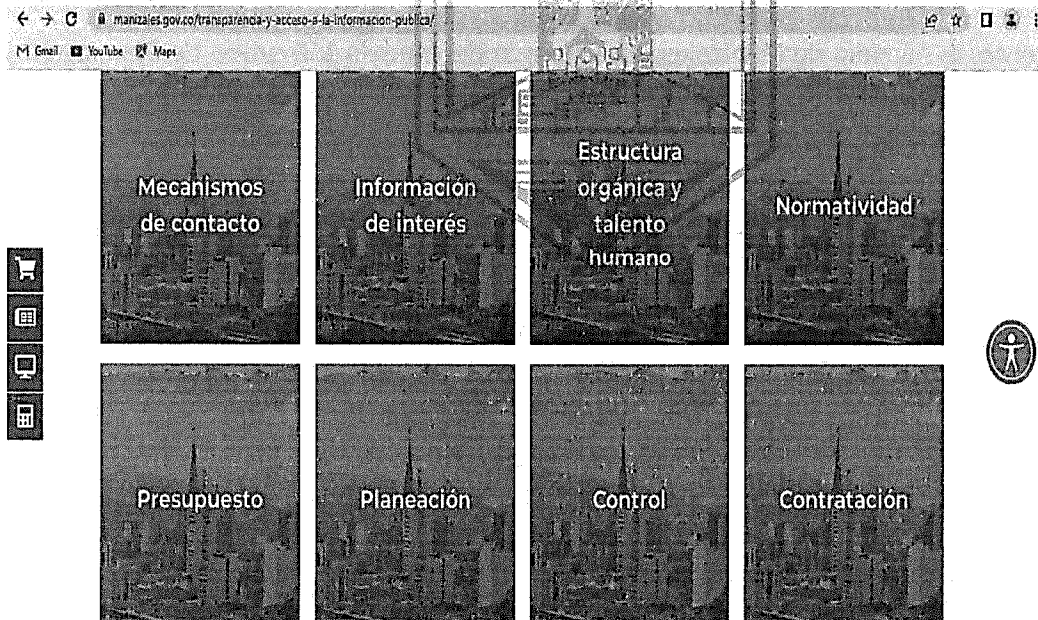 manizales.gov.co/transparencia-y-acceso-a-la-informacion-publica/
Gmail YouTube Maps
Mecanismos
de contacto
Información
de interés
Estructura
orgánica y
talento
humano
Normatividad
Presupuesto
Planeación
Control
Contratación